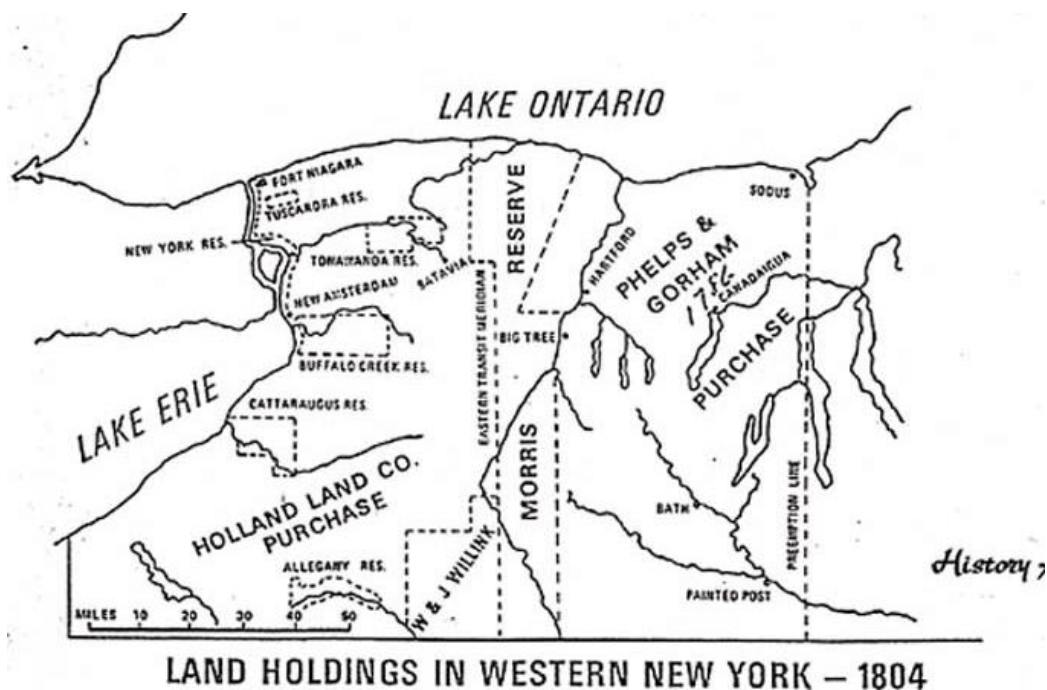 LAKE ONTARIO
FORT NIAGARA
TUSCARORA RES.
NEW YORK RES.
TONAWANDA RES.
BATAVIA
NEW AMSTERDAM
BUFFALO CREEK RES.
CATTARAUGUS RES.
LAKE ERIE
HOLLAND LAND CO.
PURCHASE
ALLEGANY RES.
W & J WILLINK
EASTERN TRANSIT MERIDIAN
MORRIS
RESERVE
HARTFORD
BIG TREE
SODUS
PHELPS &
GORHAM
CANADAIGUA
PURCHASE
PREEMPTION LINE
BATH
PAINTED POST
History
MILES 10 20 30 40 50
LAND HOLDINGS IN WESTERN NEW YORK – 1804